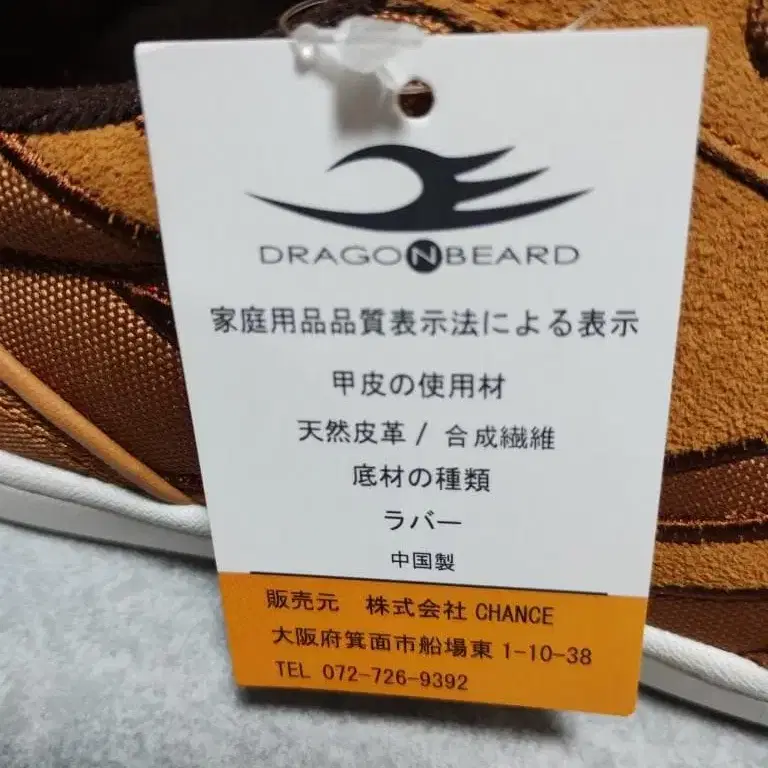 DRAGONBEARD
家庭用品品質表示法による表示
甲皮の使用材
天然皮革 / 合成繊維
底材の種類
ラバー
中国製
販売元 株式会社 CHANCE
大阪府箕面市船場東 1-10-38
TEL 072-726-9392